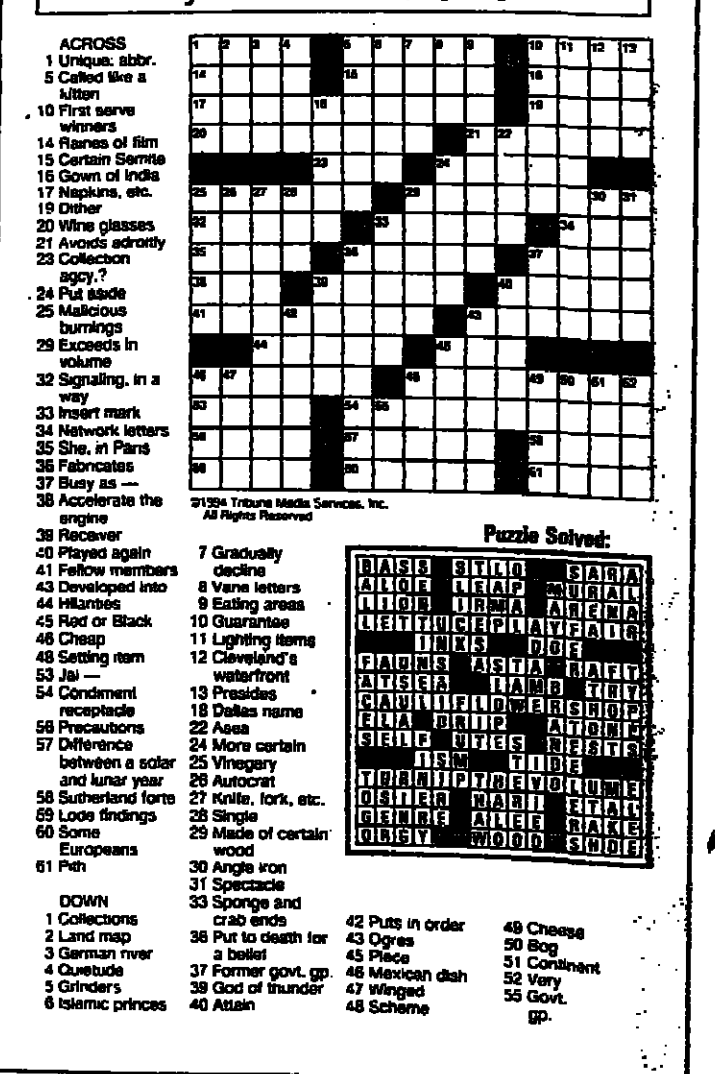 ACROSS
1 Unique: abbr.
5 Called like a
kitten
10 First serve
winners
14 Raines of film
15 Certain Semite
16 Gown of India
17 Napkins, etc.
19 Dither
20 Wine glasses
21 Avoids adroitly
23 Collection
agcy.?
24 Put aside
25 Malicious
burnings
29 Exceeds in
volume
32 Signaling, in a
way
33 Insert mark
34 Network letters
35 She, in Paris
36 Fabricates
37 Busy as —
38 Accelerate the
engine
39 Receiver
40 Played again
41 Fellow members
43 Developed into
44 Hilarities
45 Red or Black
46 Cheap
48 Setting item
53 Jai —
54 Condiment
receptacle
56 Precautions
57 Difference
between a solar
and lunar year
58 Sutherland forte
59 Lode findings
60 Some
Europeans
61 Pith
DOWN
1 Collections
2 Land map
3 German river
4 Quietude
5 Grinders
6 Islamic princes
©1994 Tribune Media Services, Inc.
All Rights Reserved
7 Gradually
decline
8 Vane letters
9 Eating areas
10 Guarantee
11 Lighting items
12 Cleveland's
waterfront
13 Presides
18 Dallas name
22 Asea
24 More certain
25 Vinegary
26 Autocrat
27 Knife, fork, etc.
28 Single
29 Made of certain
wood
30 Angle iron
31 Spectacle
33 Sponge and
crab ends
36 Put to death for
a belief
37 Former govt. gp.
39 God of thunder
40 Attain
42 Puts in order
43 Ogres
45 Place
46 Mexican dish
47 Winged
48 Scheme
49 Cheese
50 Bog
51 Continent
52 Very
55 Govt.
gp.
Puzzle Solved:
BASS STLO SARA
ALOE LEAP MURAL
LION IRMA ARENA
LETTUCEPLAYFAIR
INKS DOE
FAUNS ASTA RAFT
ATSEA LAMB TRY
CAULIFLOWERSHOP
ELA DRIP ATONE
SELF UTES NESTS
ISM TIDE
TURNIPTHEVOLUME
OSIER HARI ETAL
GENRE ALEE RAKE
ORGY WOOD SHOE